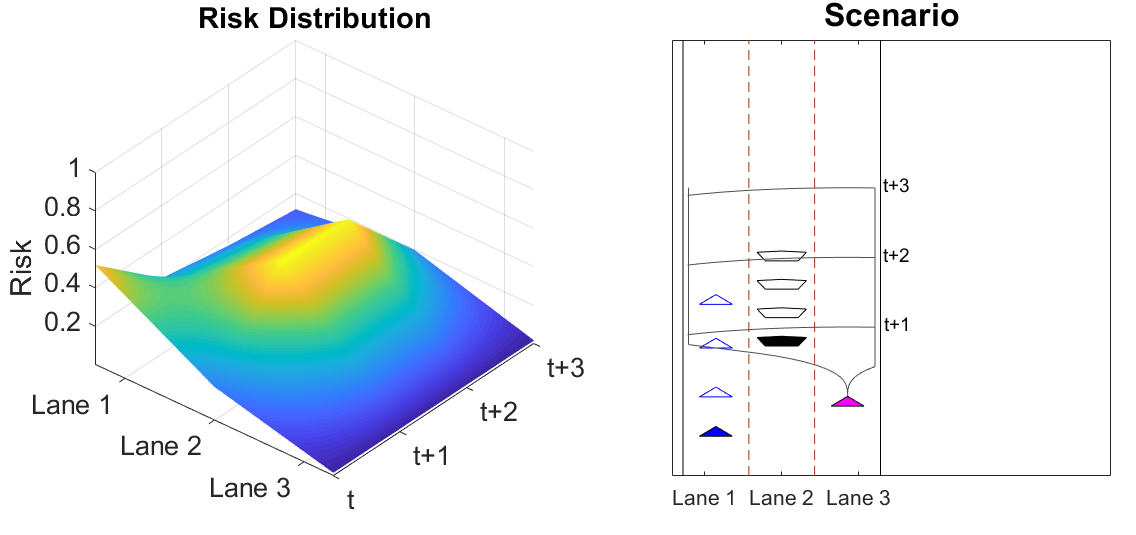 Risk Distribution
1
0.8
0.6
0.4
0.2
Risk
Lane 1
Lane 2
Lane 3
t
t+1
t+2
t+3
Scenario
t+3
t+2
t+1
Lane 1 Lane 2 Lane 3